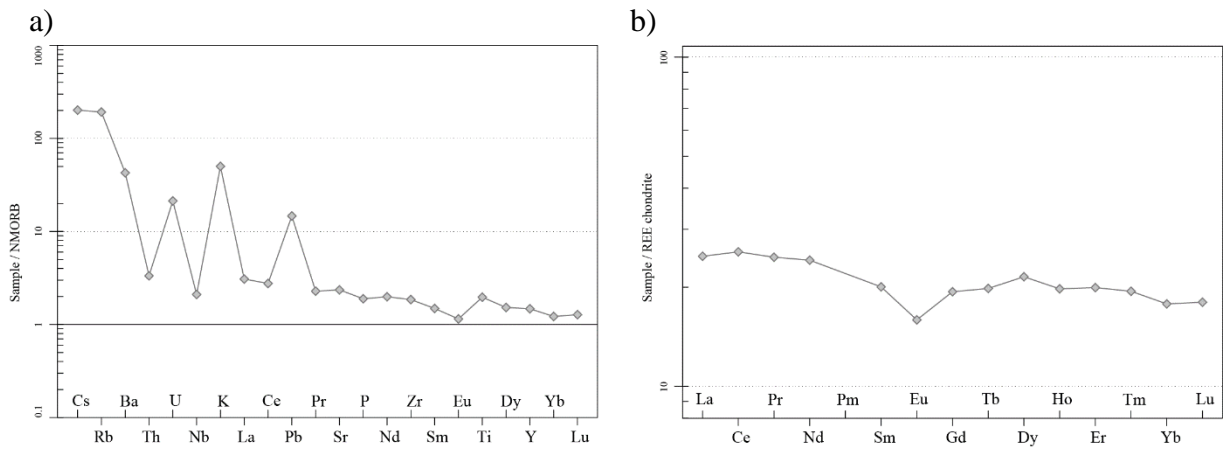 a)
1000
100
10
1
0.1
Sample / NMORB
Cs Ba U K Ce Pr P Zr Eu Dy Yb
Rb Th Nb La Pb Sr Nd Sm Ti Y Lu
b)
100
10
Sample / REE chondrite
La Pr Pm Eu Tb Ho Tm Lu
Ce Nd Sm Gd Dy Er Yb